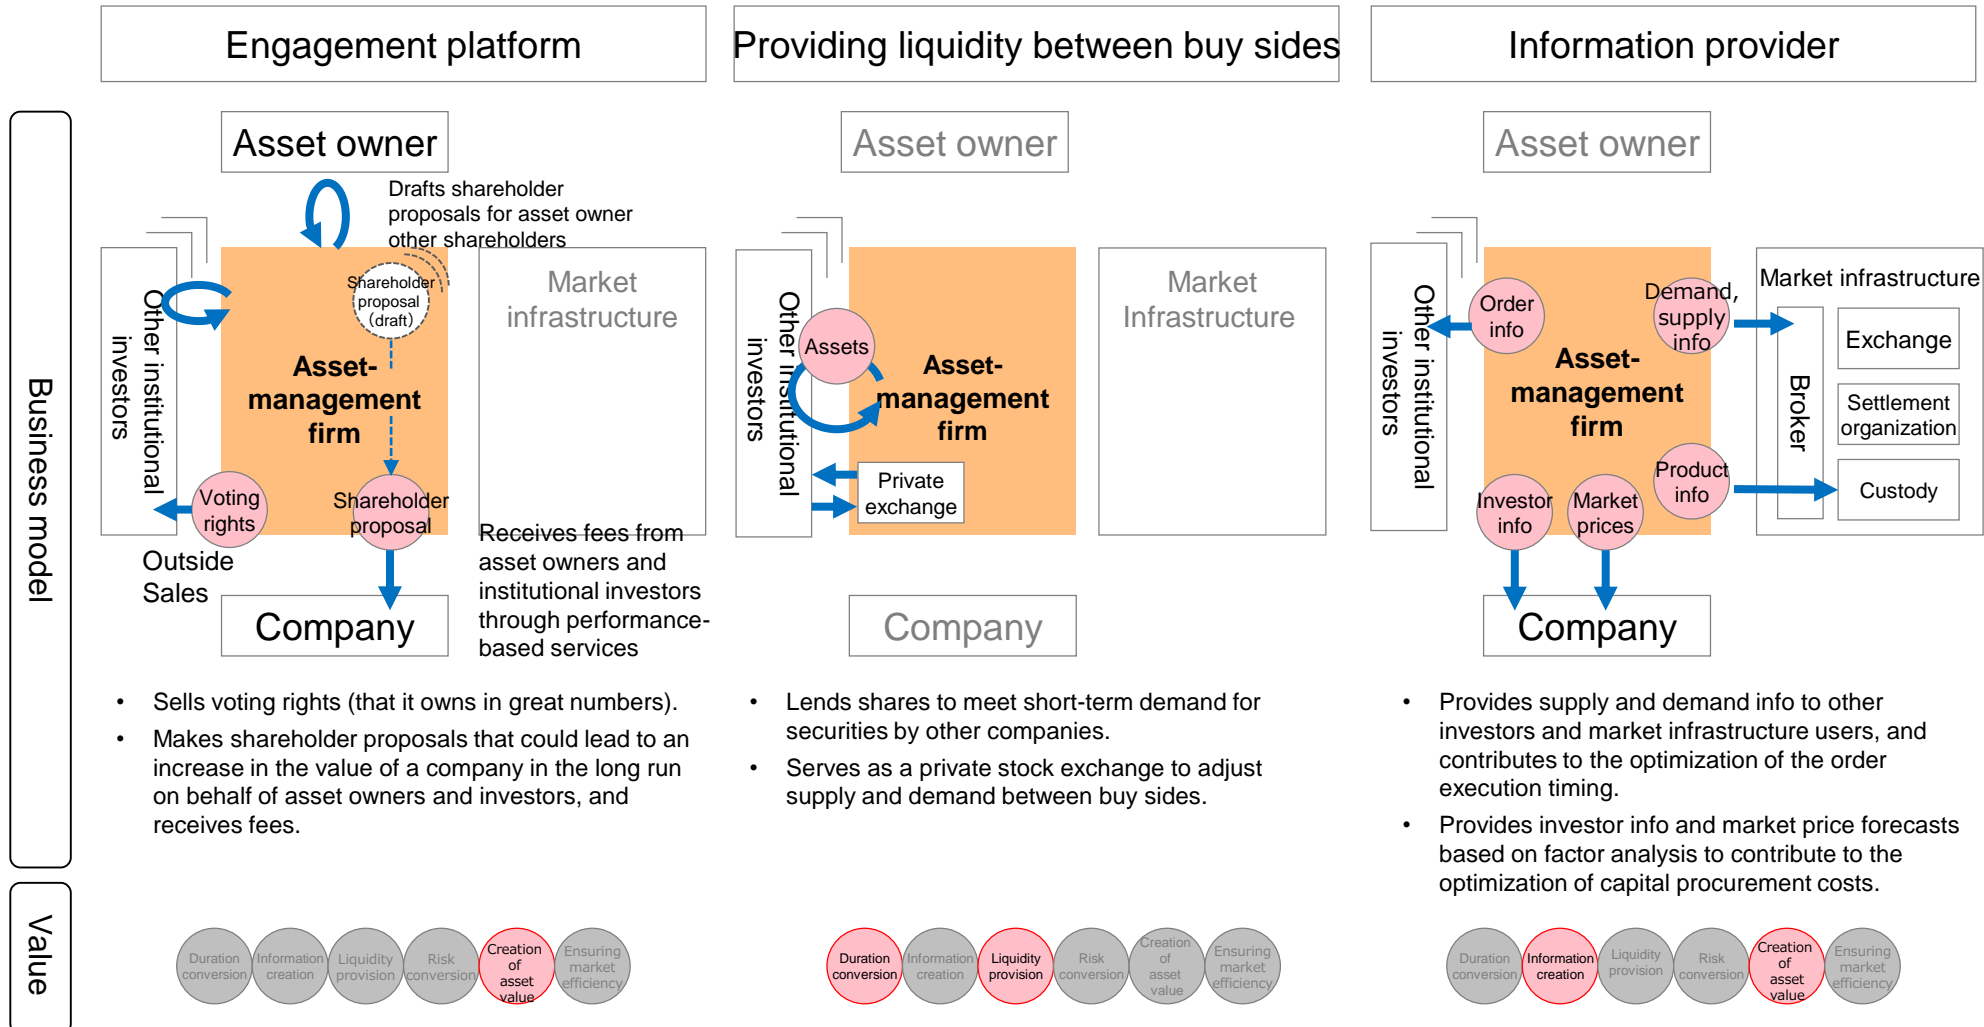 Engagement platform
Providing liquidity between buy sides
Information provider
Business model
Asset owner
Drafts shareholder
proposals for asset owner
other shareholders
Other institutional
investors
Shareholder
proposal
（draft）
Asset-
management
firm
Market
infrastructure
Voting
rights
Shareholder
proposal
Outside
Sales
Receives fees from
asset owners and
institutional investors
through performance-
based services
Company
• Sells voting rights (that it owns in great numbers).
• Makes shareholder proposals that could lead to an
increase in the value of a company in the long run
on behalf of asset owners and investors, and
receives fees.
Asset owner
Other institutional
investors
Assets
Asset-
management
firm
Private
exchange
Market
Infrastructure
Company
• Lends shares to meet short-term demand for
securities by other companies.
• Serves as a private stock exchange to adjust
supply and demand between buy sides.
Asset owner
Other institutional
investors
Order
info
Demand,
supply
info
Asset-
management
firm
Investor
info
Market
prices
Product
info
Market infrastructure
Broker
Exchange
Settlement
organization
Custody
Company
• Provides supply and demand info to other
investors and market infrastructure users, and
contributes to the optimization of the order
execution timing.
• Provides investor info and market price forecasts
based on factor analysis to contribute to the
optimization of capital procurement costs.
Value
Duration
conversion
Information
creation
Liquidity
provision
Risk
conversion
Creation
of
asset
value
Ensuring
market
efficiency
Duration
conversion
Information
creation
Liquidity
provision
Risk
conversion
Creation
of
asset
value
Ensuring
market
efficiency
Duration
conversion
Information
creation
Liquidity
provision
Risk
conversion
Creation
of
asset
value
Ensuring
market
efficiency